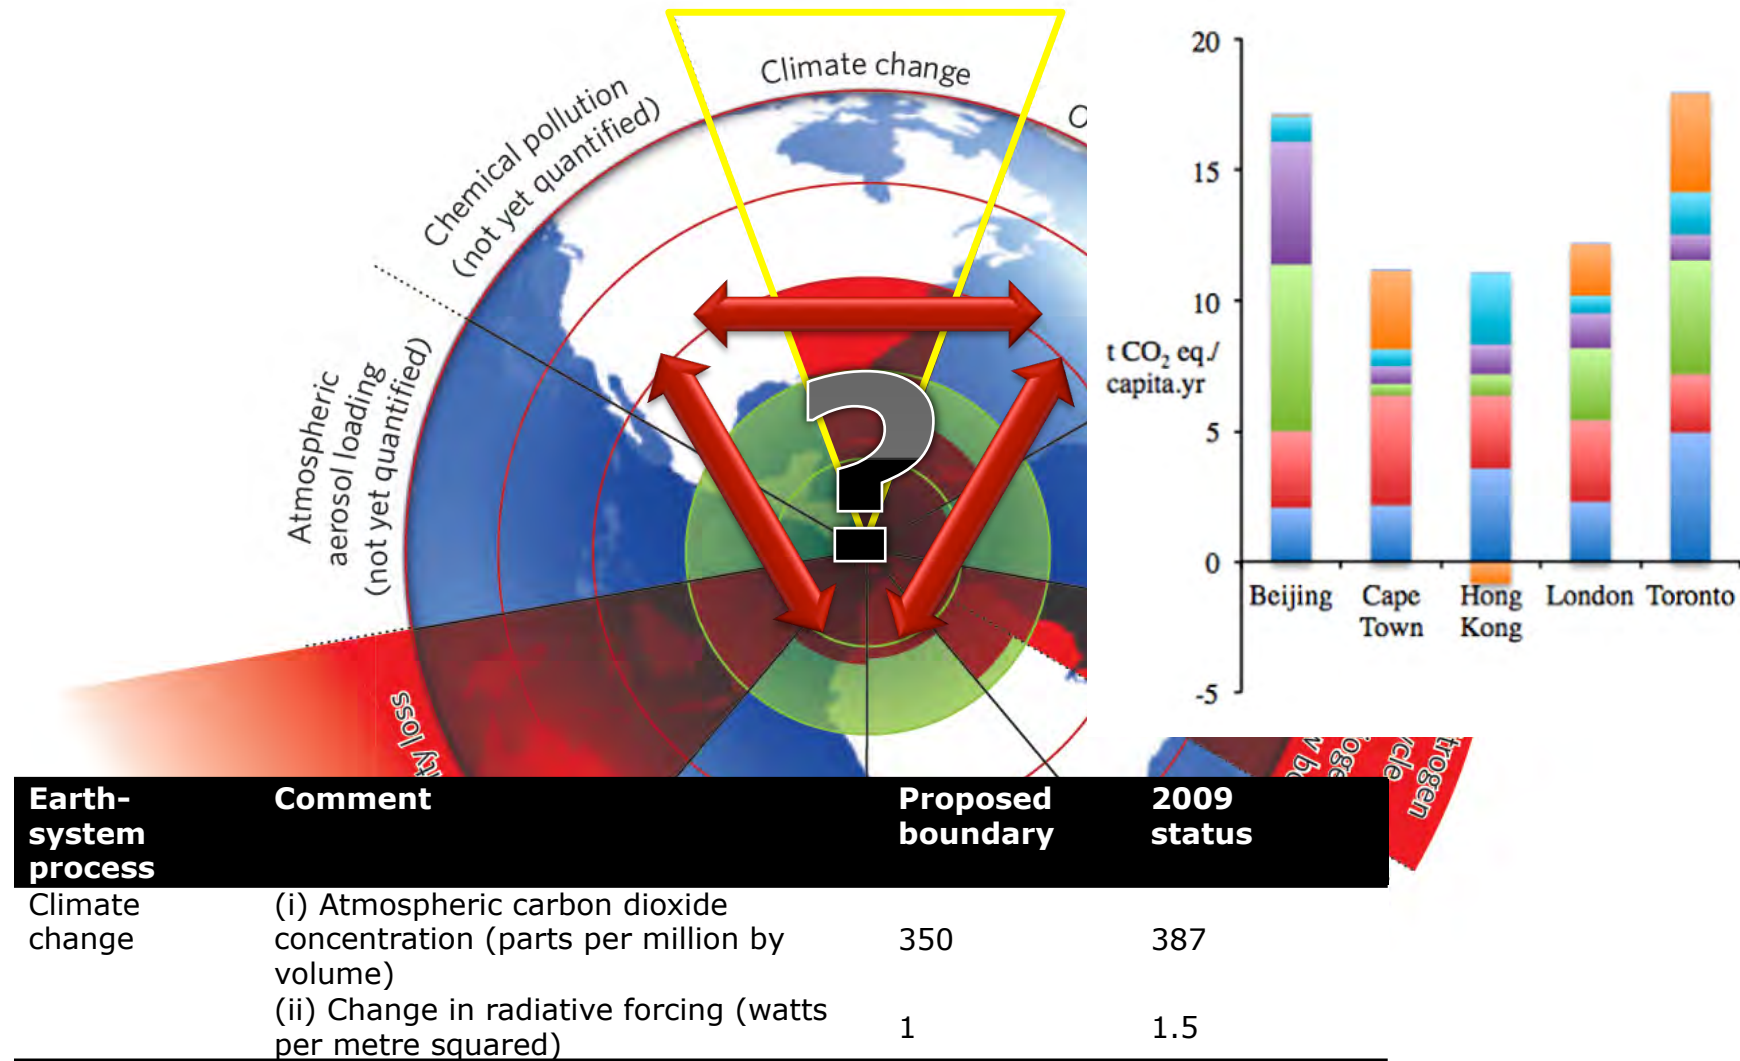 Climate change
Chemical pollution
(not yet quantified)
Atmospheric
aerosol loading
(not yet quantified)
20
15
10
t CO₂ eq./
capita.yr
5
0
-5
Beijing
Cape
Town
Hong
Kong
London
Toronto
?
loss
Earth-
system
process
Comment
Proposed
boundary
2009
status
Climate
change
(i) Atmospheric carbon dioxide
concentration (parts per million by
volume)
350
387
(ii) Change in radiative forcing (watts
per metre squared)
1
1.5